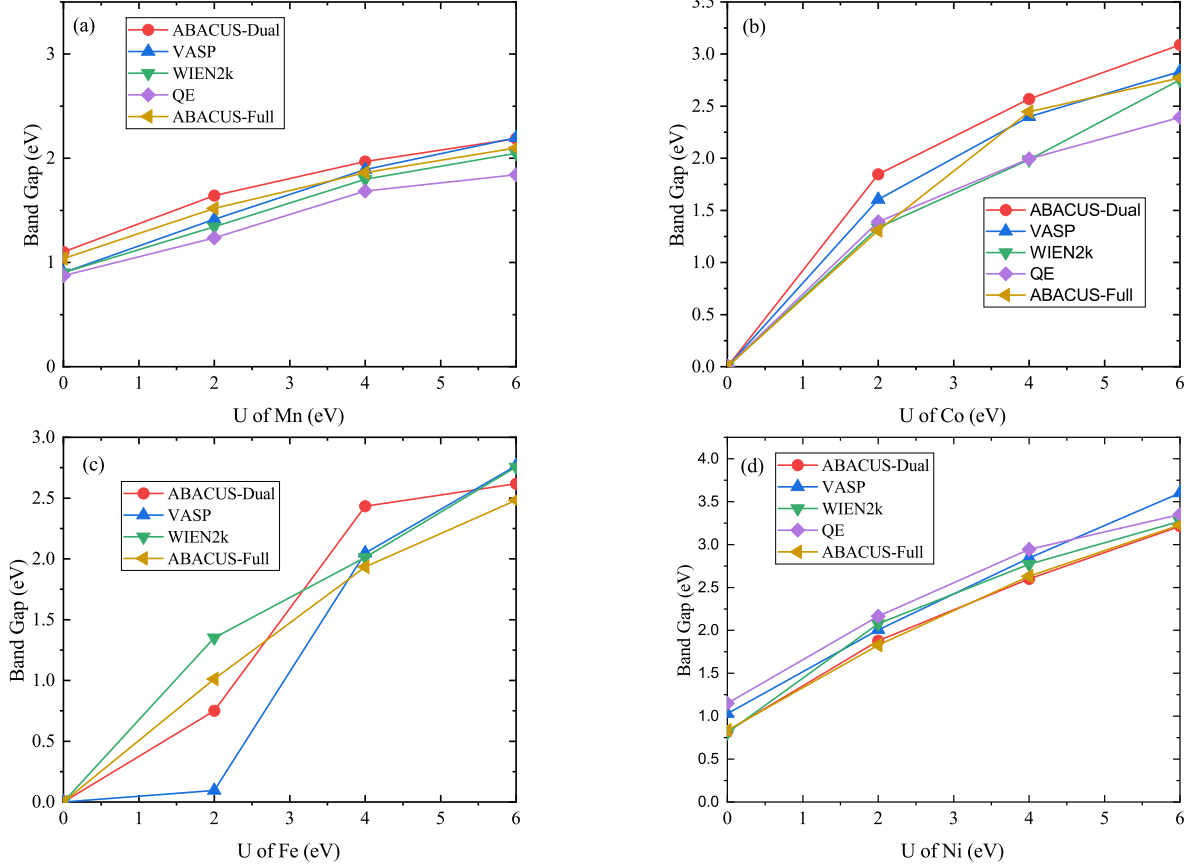 (a)
ABACUS-Dual
VASP
WIEN2k
QE
ABACUS-Full
3
2
1
0
Band Gap (eV)
0 1 2 3 4 5 6
U of Mn (eV)
(b)
3.5
3.0
2.5
2.0
1.5
1.0
0.5
0.0
Band Gap (eV)
ABACUS-Dual
VASP
WIEN2k
QE
ABACUS-Full
0 1 2 3 4 5 6
U of Co (eV)
(c)
3.0
2.5
2.0
1.5
1.0
0.5
0.0
Band Gap (eV)
ABACUS-Dual
VASP
WIEN2k
ABACUS-Full
0 1 2 3 4 5 6
U of Fe (eV)
(d)
4.0
3.5
3.0
2.5
2.0
1.5
1.0
0.5
0.0
Band Gap (eV)
ABACUS-Dual
VASP
WIEN2k
QE
ABACUS-Full
0 1 2 3 4 5 6
U of Ni (eV)